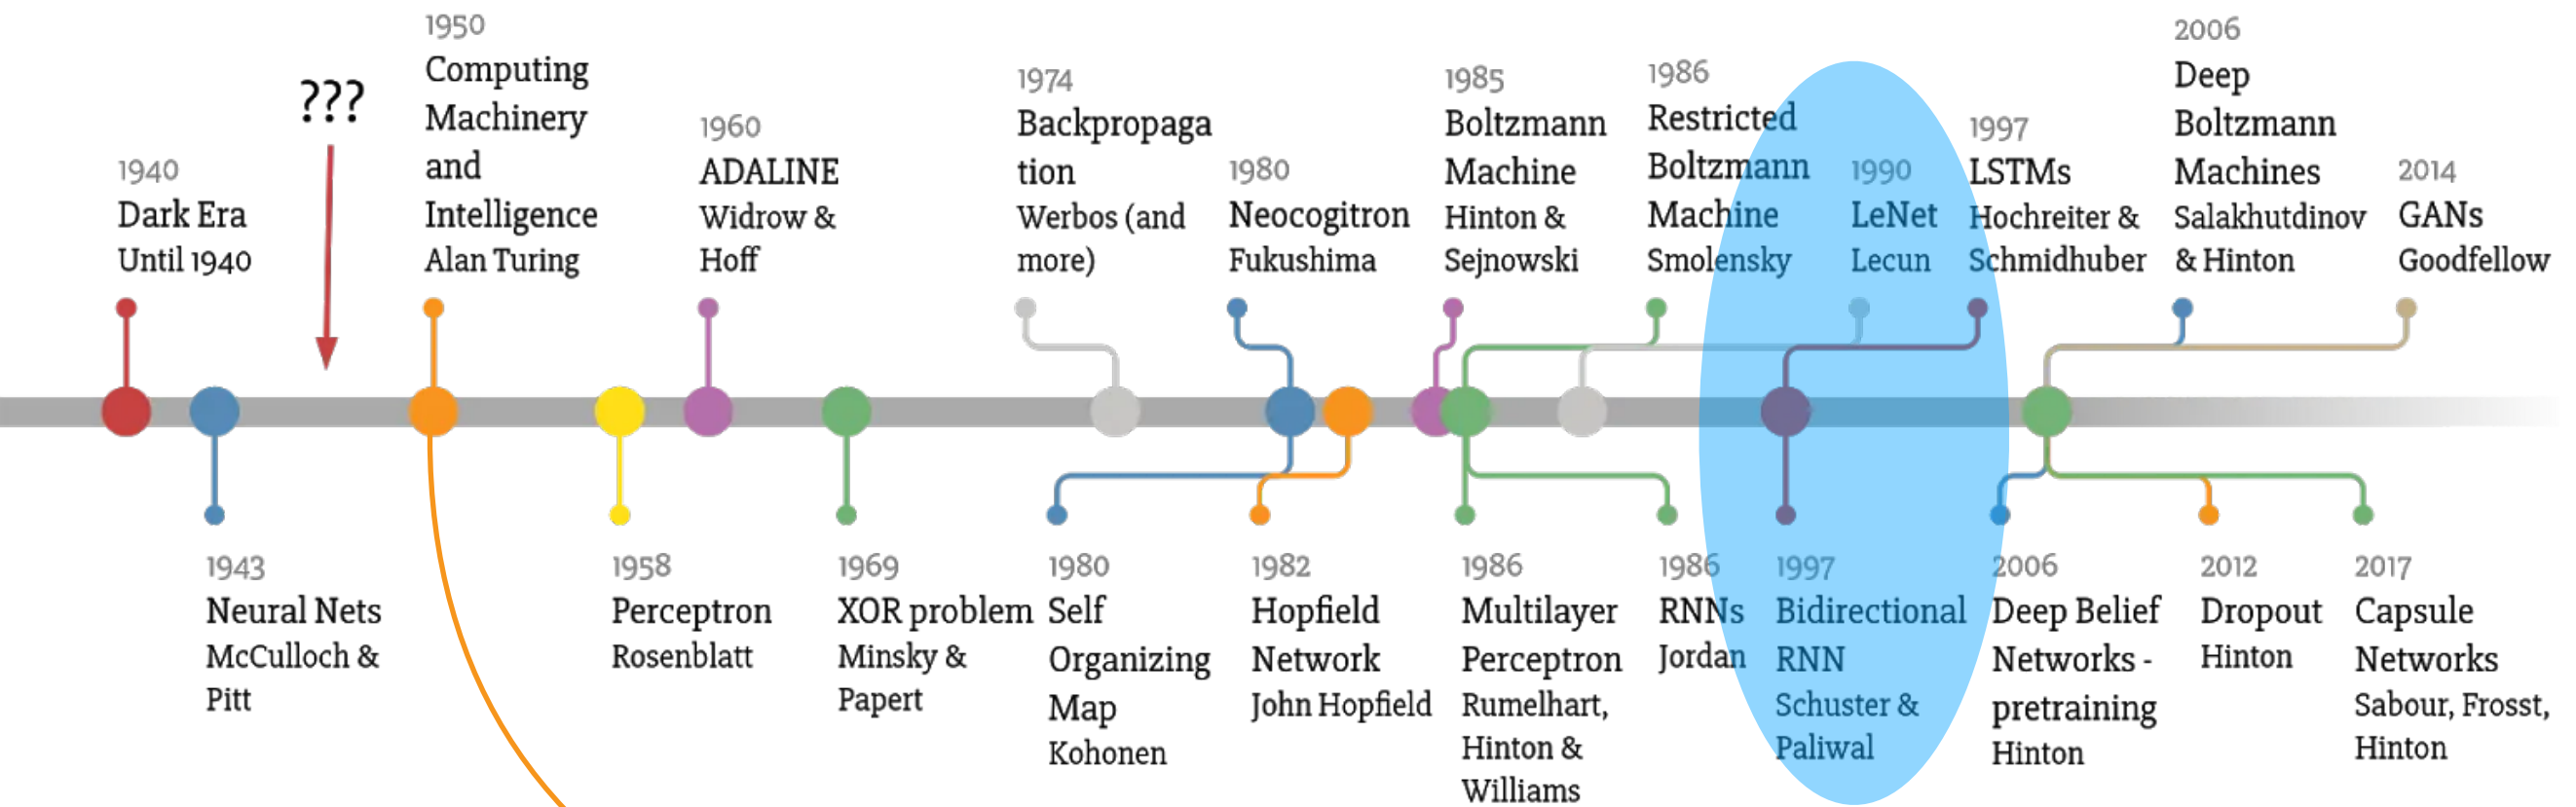 ???
1940
Dark Era
Until 1940
1950
Computing
Machinery
and
Intelligence
Alan Turing
1960
ADALINE
Widrow &
Hoff
1974
Backpropaga
tion
Werbos (and
more)
1980
Neocogitron
Fukushima
1985
Boltzmann
Machine
Hinton &
Sejnowski
1986
Restricted
Boltzmann
Machine
Smolensky
1990
LeNet
Lecun
1997
LSTMs
Hochreiter &
Schmidhuber
2006
Deep
Boltzmann
Machines
Salakhutdinov
& Hinton
2014
GANs
Goodfellow
1943
Neural Nets
McCulloch &
Pitt
1958
Perceptron
Rosenblatt
1969
XOR problem
Minsky &
Papert
1980
Self
Organizing
Map
Kohonen
1982
Hopfield
Network
John Hopfield
1986
Multilayer
Perceptron
Rumelhart,
Hinton &
Williams
1986
RNNs
Jordan
1997
Bidirectional
RNN
Schuster &
Paliwal
2006
Deep Belief
Networks -
pretraining
Hinton
2012
Dropout
Hinton
2017
Capsule
Networks
Sabour, Frosst,
Hinton